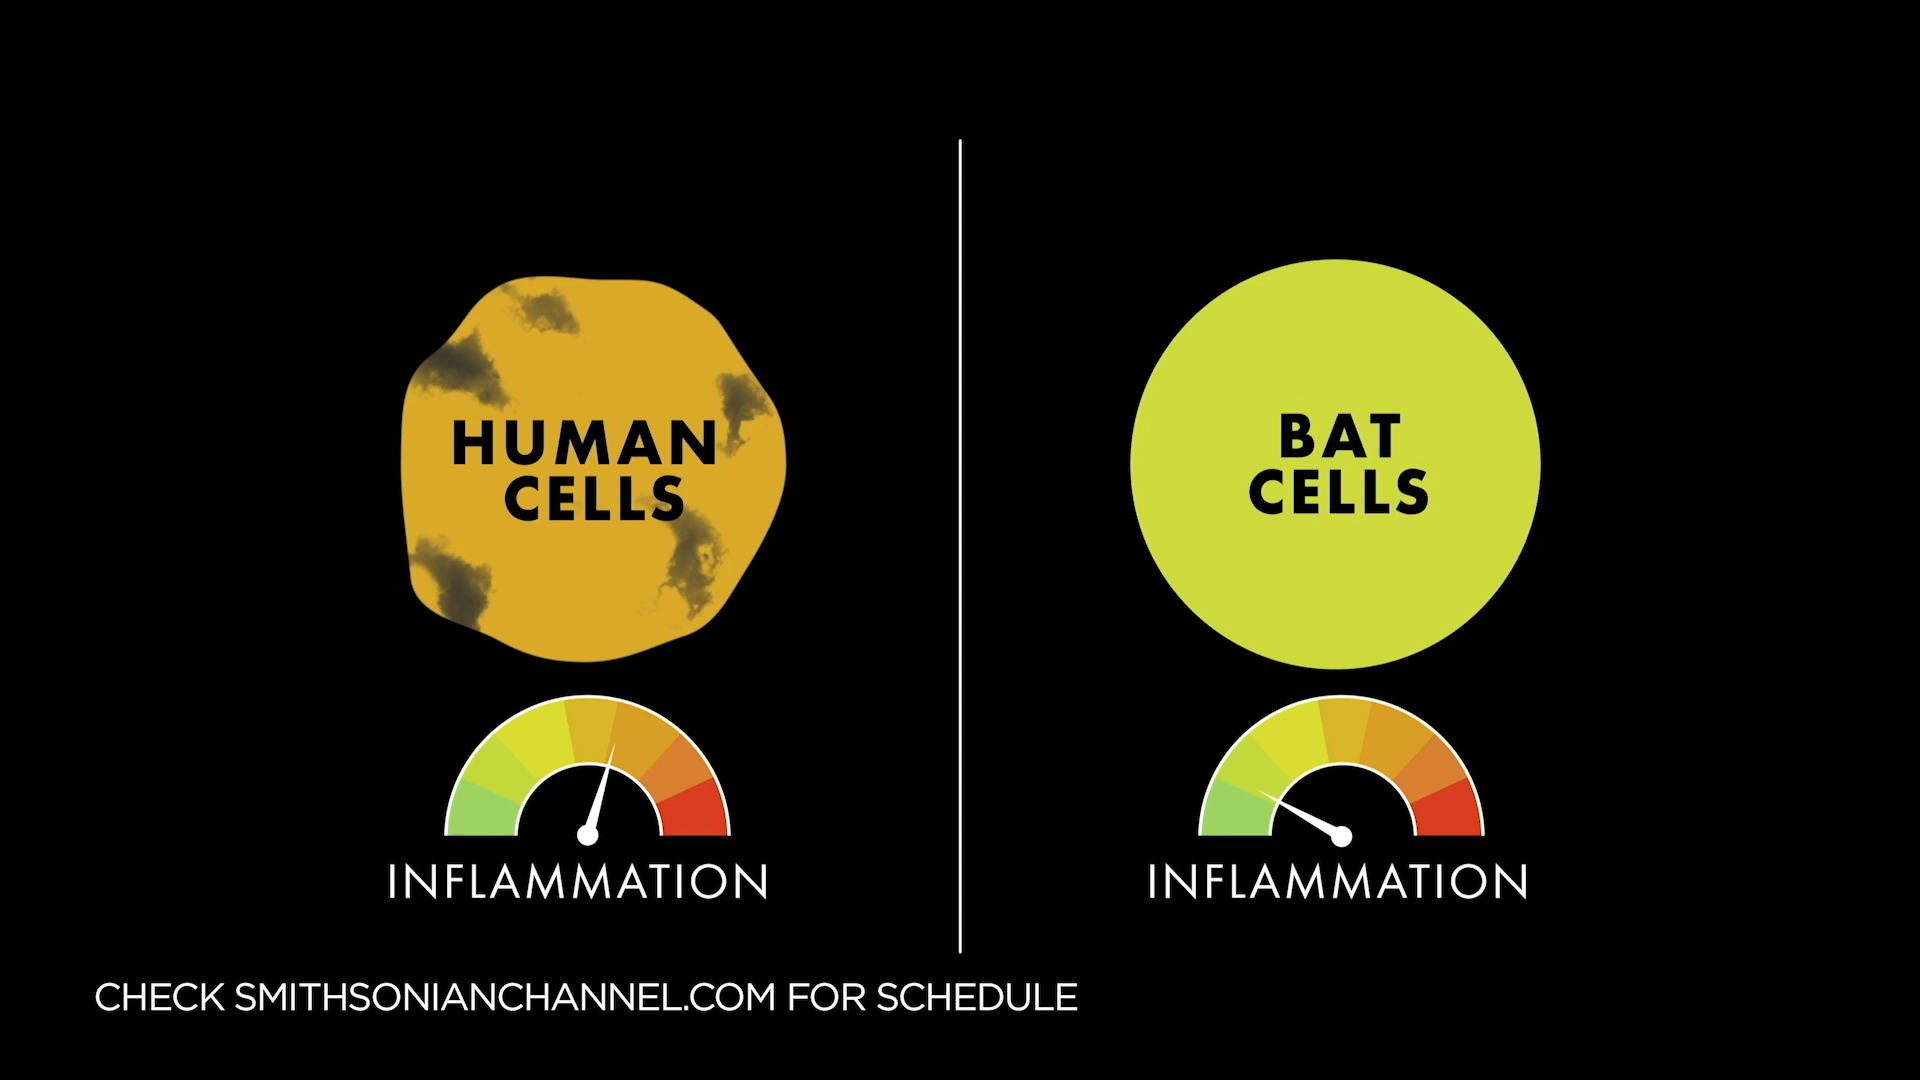 HUMAN
CELLS
INFLAMMATION
BAT
CELLS
INFLAMMATION
CHECK SMITHSONIANCHANNEL.COM FOR SCHEDULE